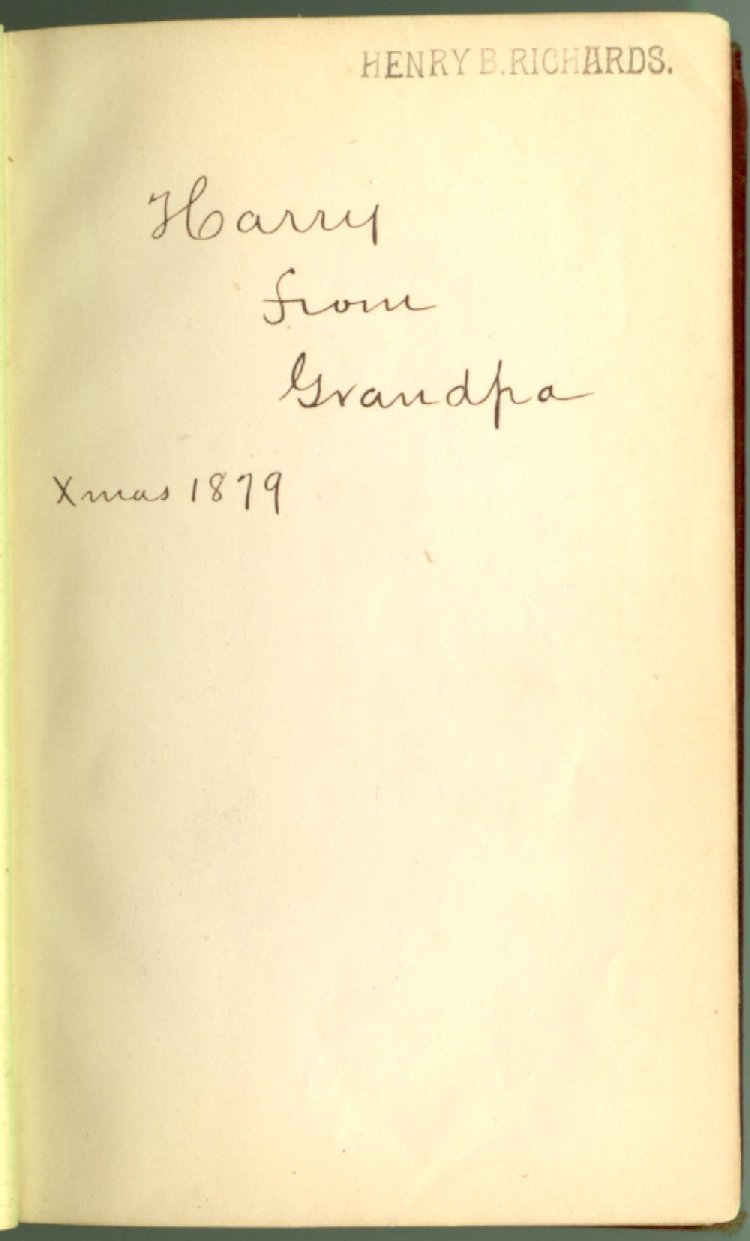 HENRY B. RICHARDS.
Harry
from
Grandpa
Xmas 1879